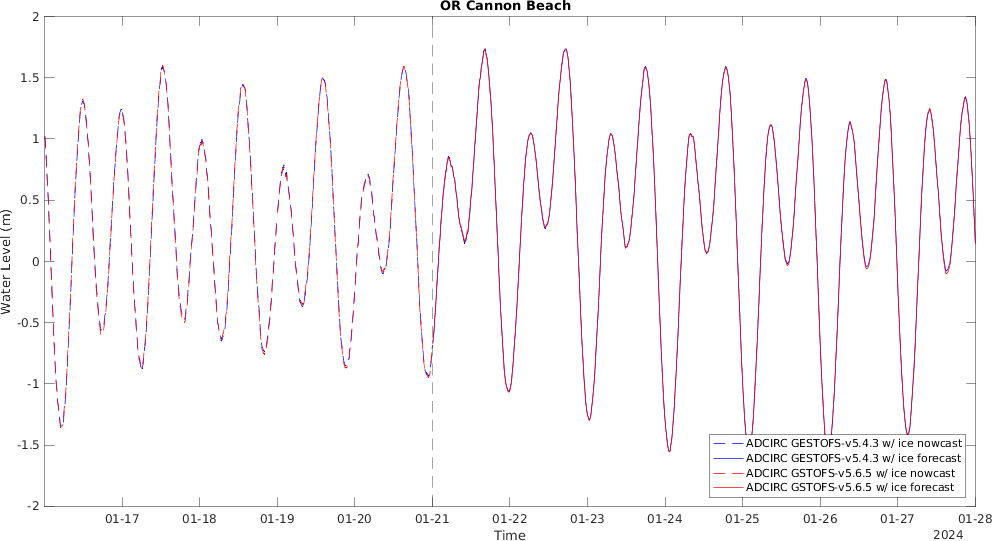 OR Cannon Beach
2
1.5
1
0.5
0
-0.5
-1
-1.5
-2
Water Level (m)
ADCIRC GESTOFS-v5.4.3 w/ ice nowcast
ADCIRC GESTOFS-v5.4.3 w/ ice forecast
ADCIRC GSTOFS-v5.6.5 w/ ice nowcast
ADCIRC GSTOFS-v5.6.5 w/ ice forecast
01-17 01-18 01-19 01-20 01-21 01-22 01-23 01-24 01-25 01-26 01-27 01-28
Time
2024